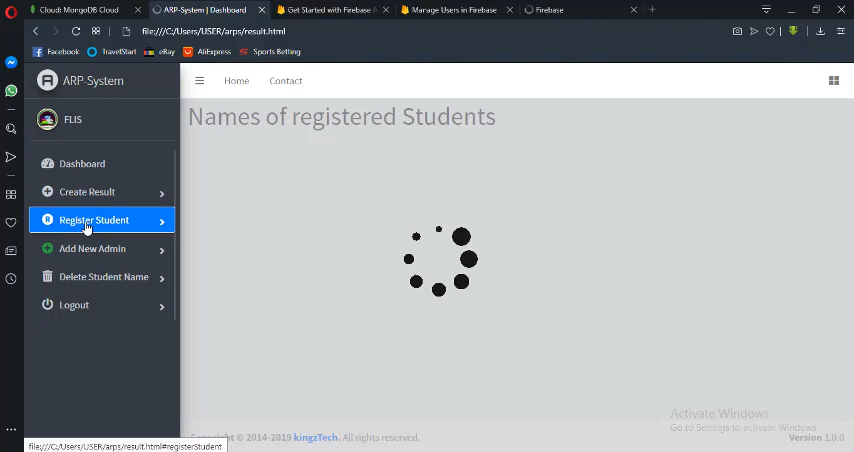 Cloud: MongoDB Cloud
ARP-System | Dashboard
Get Started with Firebase
Manage Users in Firebase
Firebase
file:///C:/Users/USER/arps/result.html
Facebook
TravelStart
eBay
AliExpress
Sports Betting
ARP-System
Home
Contact
FLIS
Names of registered Students
Dashboard
Create Result
R Register Student
Add New Admin
Delete Student Name
Logout
Activate Windows
Go to Settings to activate Windows.
Copyright © 2014-2019 kingzTech. All rights reserved.
Version 1.0.0
file:///C:/Users/USER/arps/result.html#registerStudent